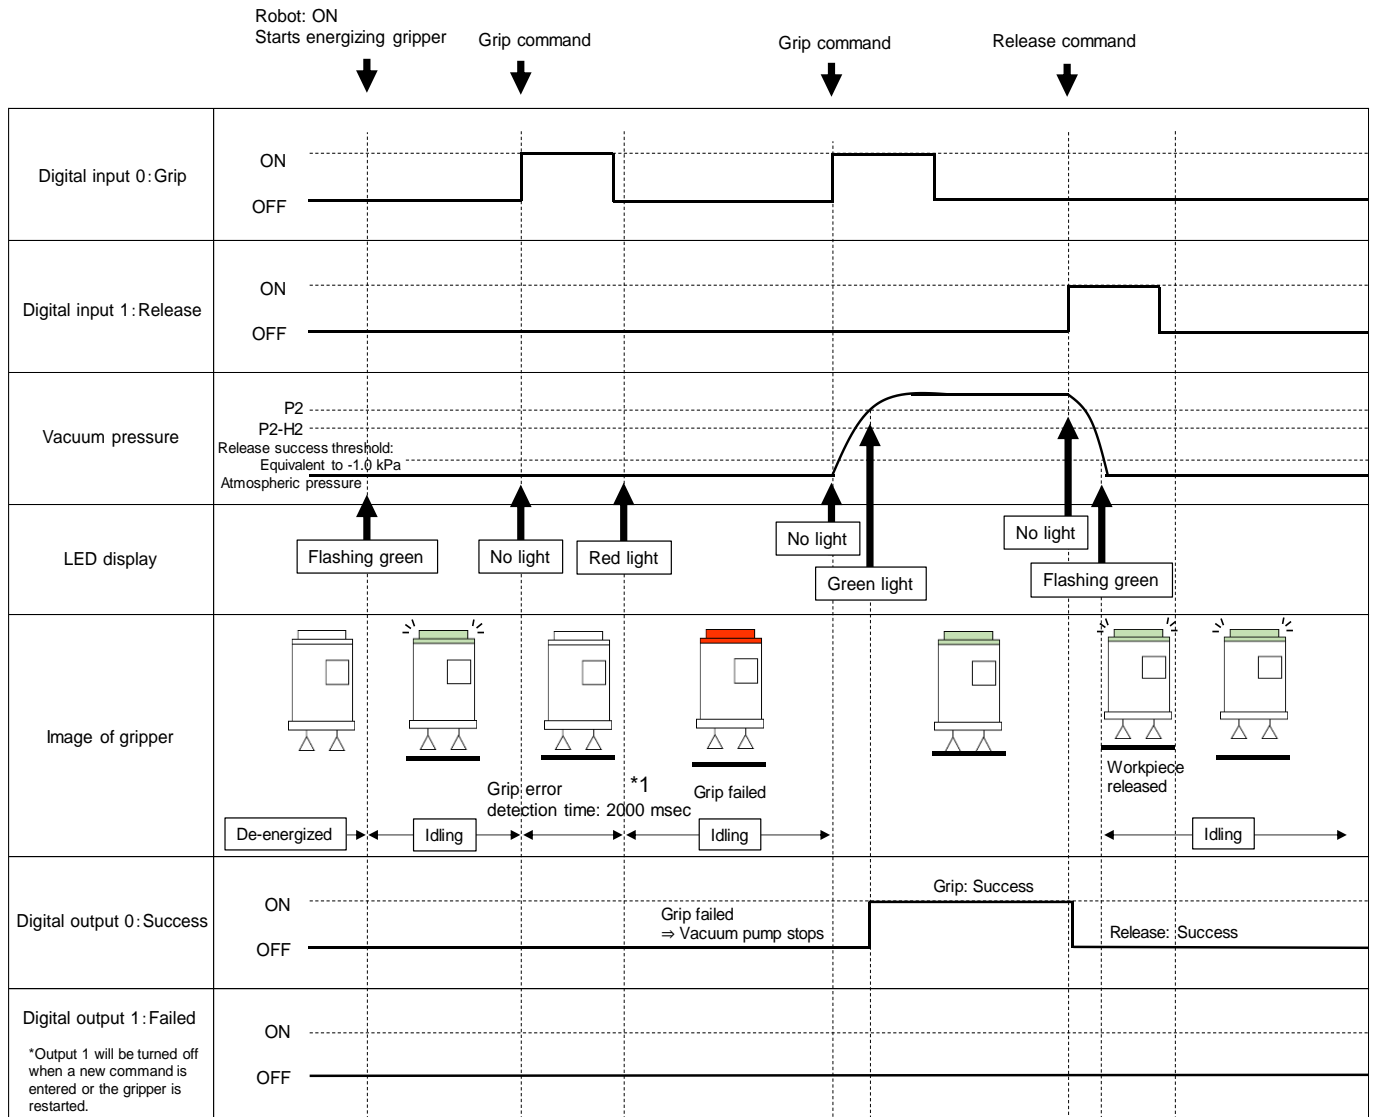 Robot: ON
Starts energizing gripper
Grip command
Grip command
Release command
Digital input 0:Grip
ON
OFF
Digital input 1:Release
ON
OFF
Vacuum pressure
P2
P2-H2
Release success threshold:
Equivalent to -1.0 kPa
Atmospheric pressure
LED display
Flashing green
No light
Red light
No light
Green light
No light
Flashing green
Image of gripper
Grip error
detection time: 2000 msec
*1
Grip failed
Workpiece
released
De-energized
Idling
Idling
Idling
Digital output 0:Success
ON
OFF
Grip failed
⇒ Vacuum pump stops
Grip: Success
Release: Success
Digital output 1:Failed
*Output 1 will be turned off
when a new command is
entered or the gripper is
restarted.
ON
OFF